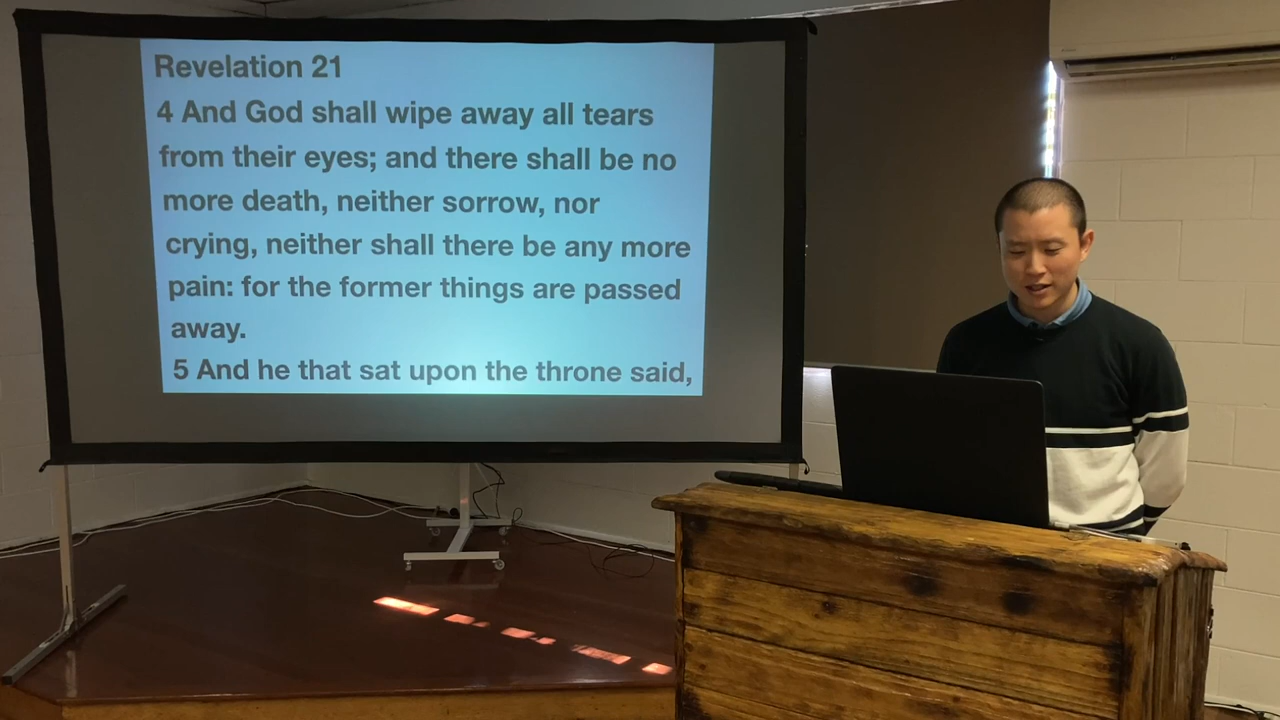 Revelation 21
4 And God shall wipe away all tears
from their eyes; and there shall be no
more death, neither sorrow, nor
crying, neither shall there be any more
pain: for the former things are passed
away.
5 And he that sat upon the throne said,